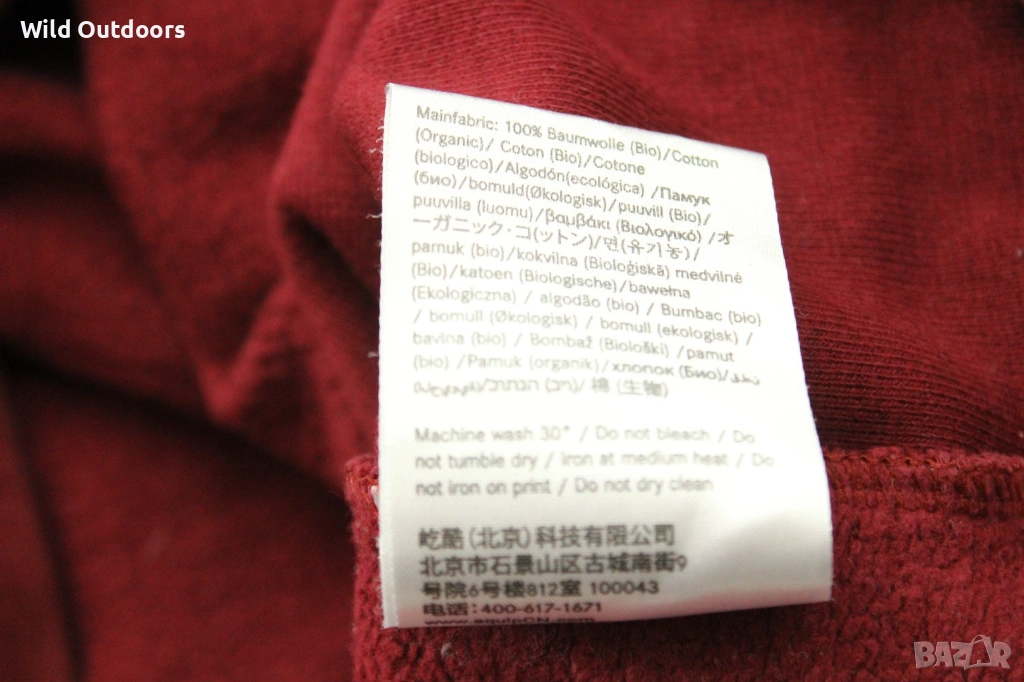 Wild Outdoors
Mainfabric: 100% Baumwolle (Bio)/Cotton
(Organic)/ Coton (Bio)/Cotone
(biologico)/Algodón(ecológica) /Памук
(био)/bomuld(Økologisk)/puuvill (Bio)/
puuvilla (luomu)/βαμβάκι (Βιολογικό) /オ
ーガニック・コ(ットン)/면(유기농)/
pamuk (bio)/kokvilna (Bioloģiskā) medvilnė
(Bio)/katoen (Biologische)/bawełna
(Ekologiczna) / algodão (bio) / Bumbac (bio)
/ bomull (Økologisk) / bomull (ekologisk) /
bavlna (bio) / Bombaž (Biološki) /pamut
(bio) /Pamuk (organik)/хлопок (Био)/
/ 棉 (生物)
Machine wash 30° / Do not bleach / Do
not tumble dry / Iron at medium heat / Do
not iron on print / Do not dry clean
屹酷(北京)科技有限公司
北京市石景山区古城南街9
号院6号楼812室 100043
电话:400-617-1671
www.equipCN.com
BAZAR